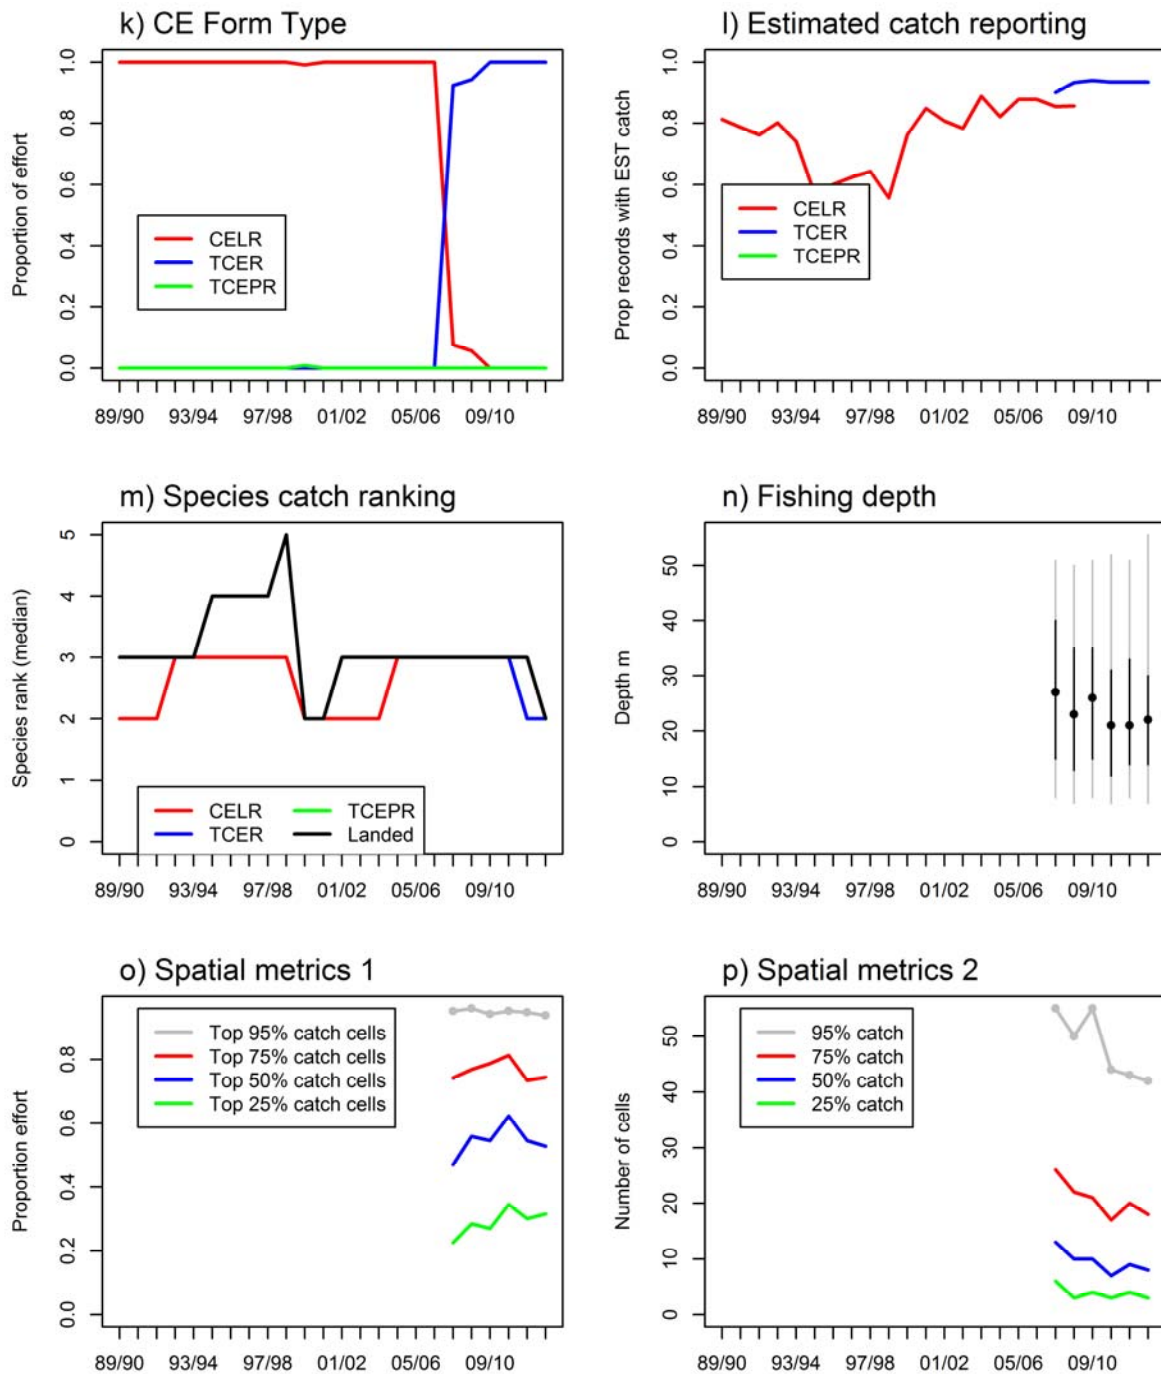 k) CE Form Type
Proportion of effort
1.0
0.8
0.6
0.4
0.2
0.0
CELR
TCER
TCEPR
89/90 93/94 97/98 01/02 05/06 09/10
l) Estimated catch reporting
Prop records with EST catch
1.0
0.8
0.6
0.4
0.2
0.0
CELR
TCER
TCEPR
89/90 93/94 97/98 01/02 05/06 09/10
m) Species catch ranking
Species rank (median)
5
4
3
2
1
0
CELR TCEPR
TCER Landed
89/90 93/94 97/98 01/02 05/06 09/10
n) Fishing depth
Depth m
50
40
30
20
10
0
89/90 93/94 97/98 01/02 05/06 09/10
o) Spatial metrics 1
Proportion effort
0.8
0.6
0.4
0.2
0.0
Top 95% catch cells
Top 75% catch cells
Top 50% catch cells
Top 25% catch cells
89/90 93/94 97/98 01/02 05/06 09/10
p) Spatial metrics 2
Number of cells
50
40
30
20
10
0
95% catch
75% catch
50% catch
25% catch
89/90 93/94 97/98 01/02 05/06 09/10